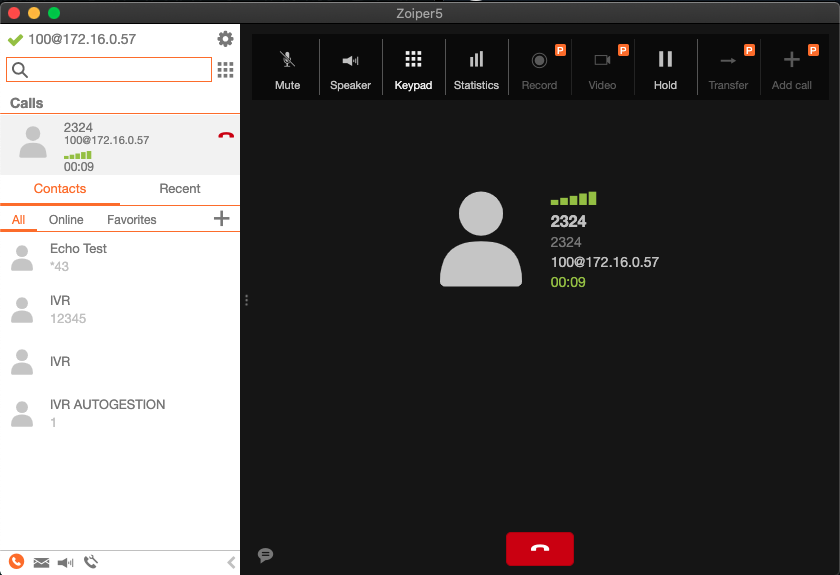 Zoiper5
100@172.16.0.57
Calls
2324
100@172.16.0.57
00:09
Contacts Recent
All Online Favorites
Echo Test
*43
IVR
12345
IVR
IVR AUTOGESTION
1
Mute Speaker Keypad Statistics Record P Video P Hold Transfer P Add call P
2324
2324
100@172.16.0.57
00:09